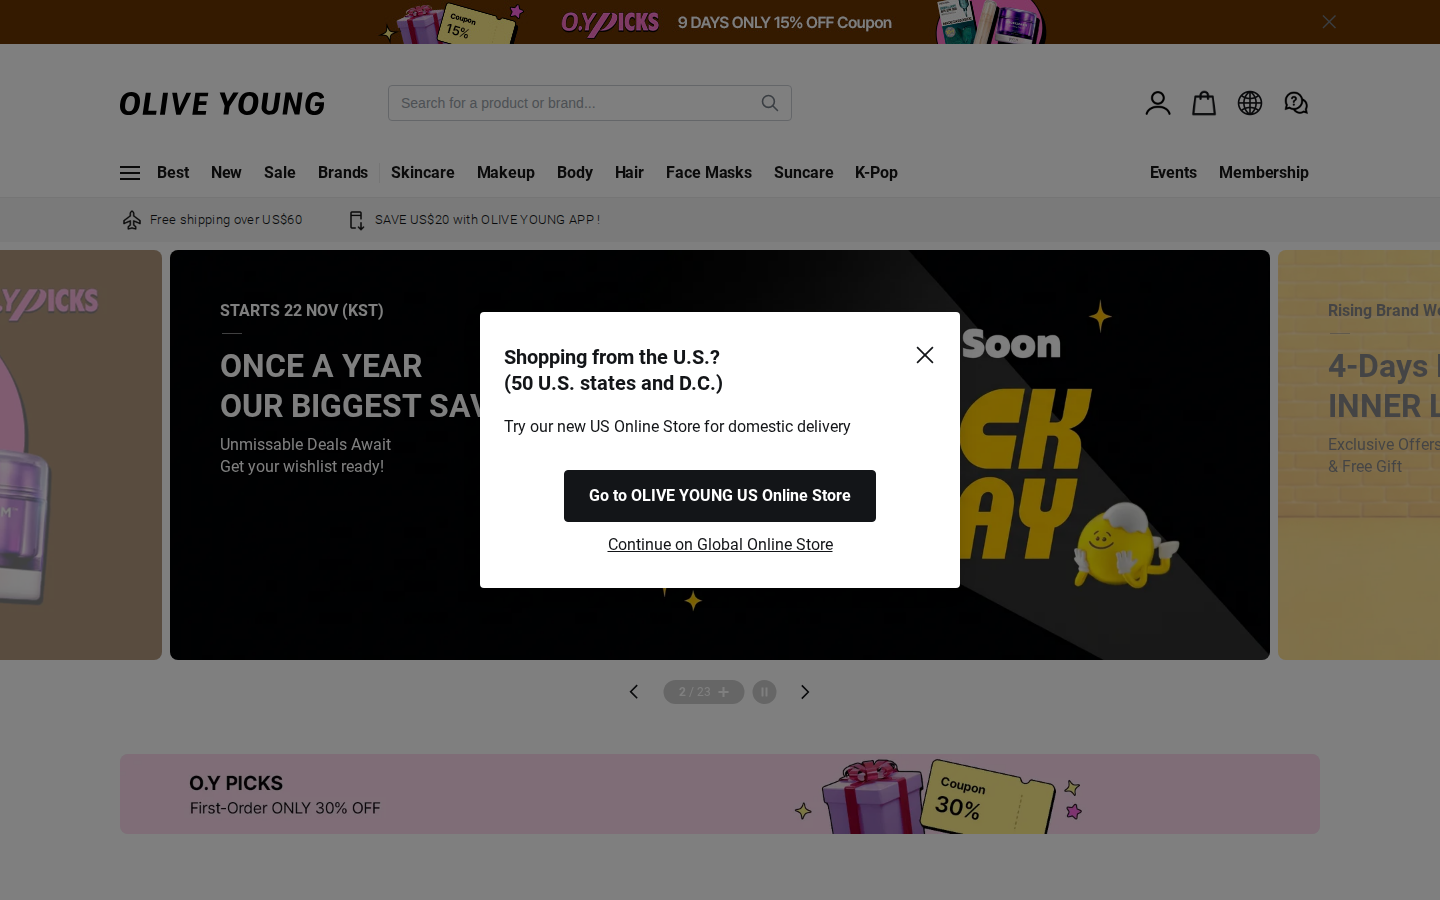 Coupon
15%
O.Y PICKS
9 DAYS ONLY 15% OFF Coupon
OLIVE YOUNG
Search for a product or brand...
Best
New
Sale
Brands
Skincare
Makeup
Body
Hair
Face Masks
Suncare
K-Pop
Events
Membership
Free shipping over US$60
SAVE US$20 with OLIVE YOUNG APP !
.Y PICKS
STARTS 22 NOV (KST)
ONCE A YEAR
OUR BIGGEST SAV
Unmissable Deals Await
Get your wishlist ready!
Soon
CK
AY
Shopping from the U.S.?
(50 U.S. states and D.C.)
Try our new US Online Store for domestic delivery
Go to OLIVE YOUNG US Online Store
Continue on Global Online Store
Rising Brand We
4-Days
INNER L
Exclusive Offers
& Free Gift
2 / 23
O.Y PICKS
First-Order ONLY 30% OFF
Coupon
30%